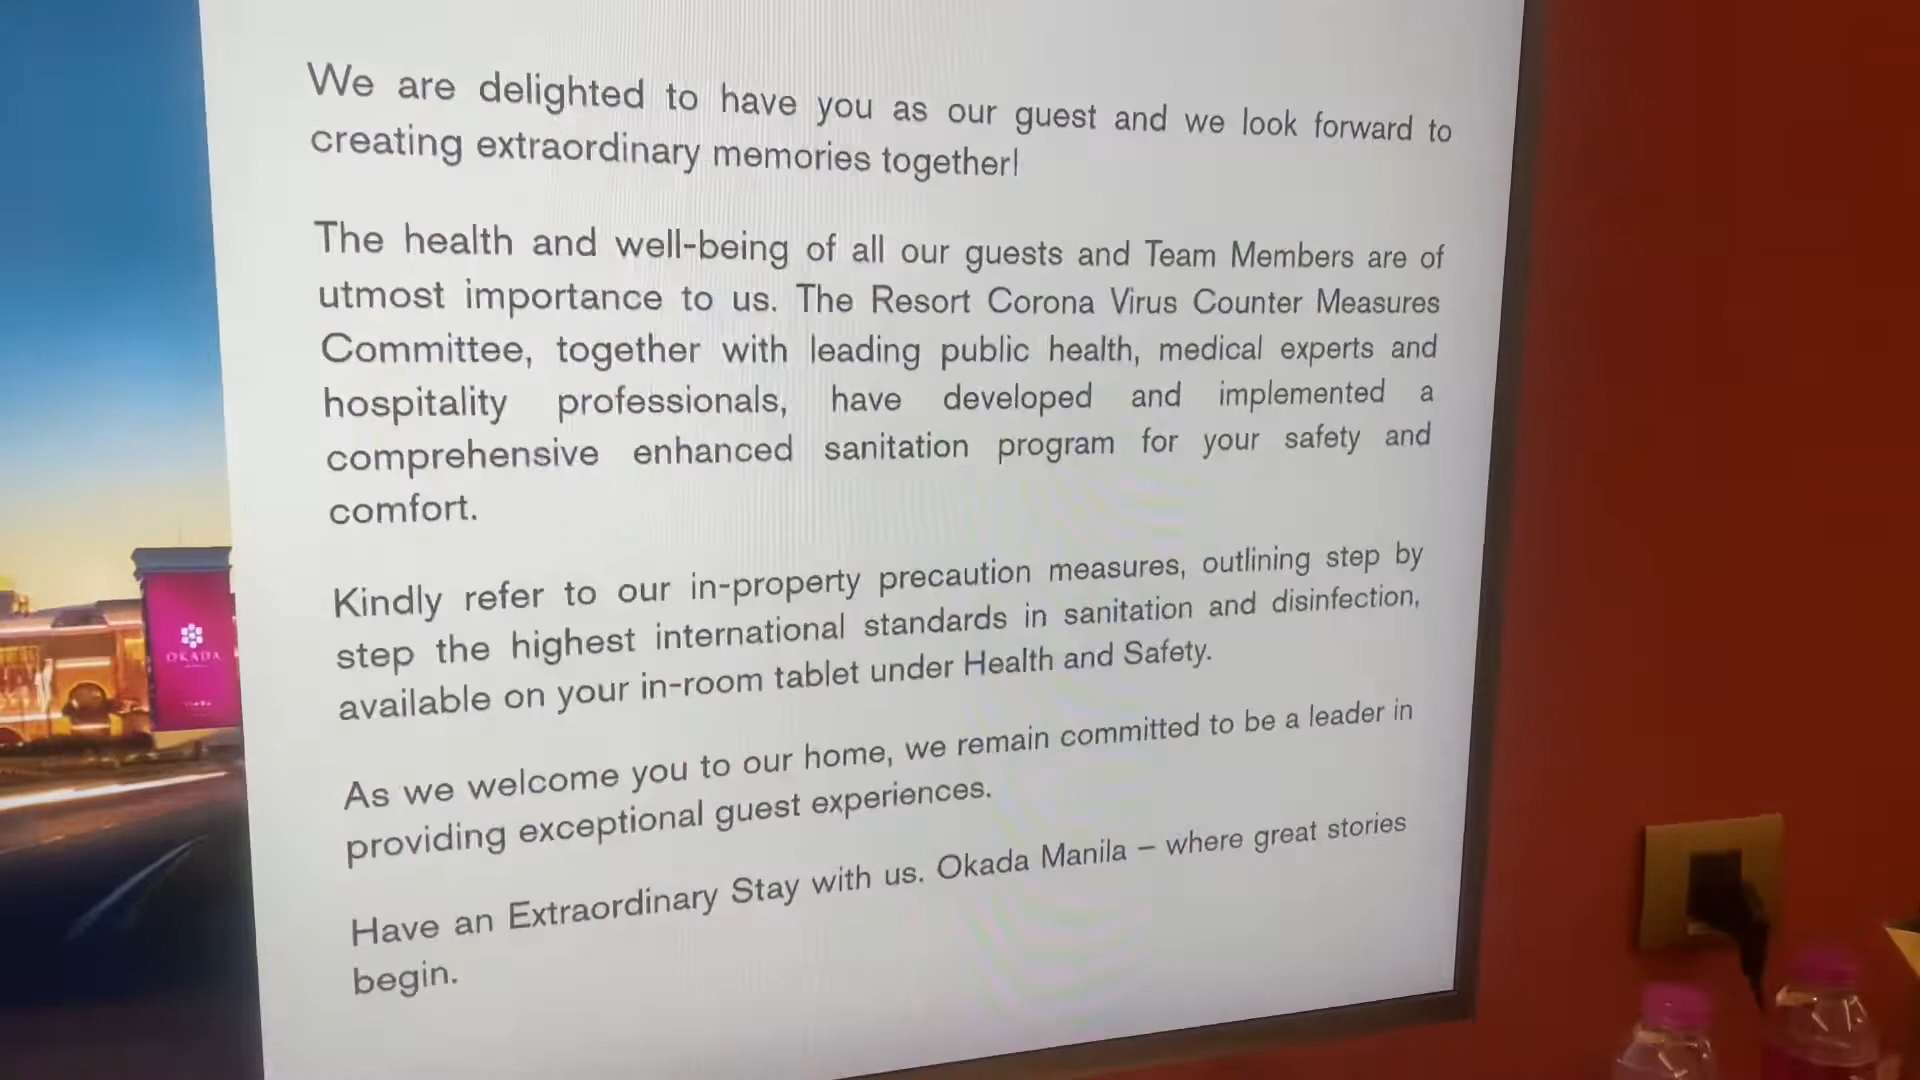 We are delighted to have you as our guest and we look forward to
creating extraordinary memories together!
The health and well-being of all our guests and Team Members are of
utmost importance to us. The Resort Corona Virus Counter Measures
Committee, together with leading public health, medical experts and
hospitality professionals, have developed and implemented a
comprehensive enhanced sanitation program for your safety and
comfort.
Kindly refer to our in-property precaution measures, outlining step by
step the highest international standards in sanitation and disinfection,
available on your in-room tablet under Health and Safety.
As we welcome you to our home, we remain committed to be a leader in
providing exceptional guest experiences.
Have an Extraordinary Stay with us. Okada Manila – where great stories
begin.
OKADA